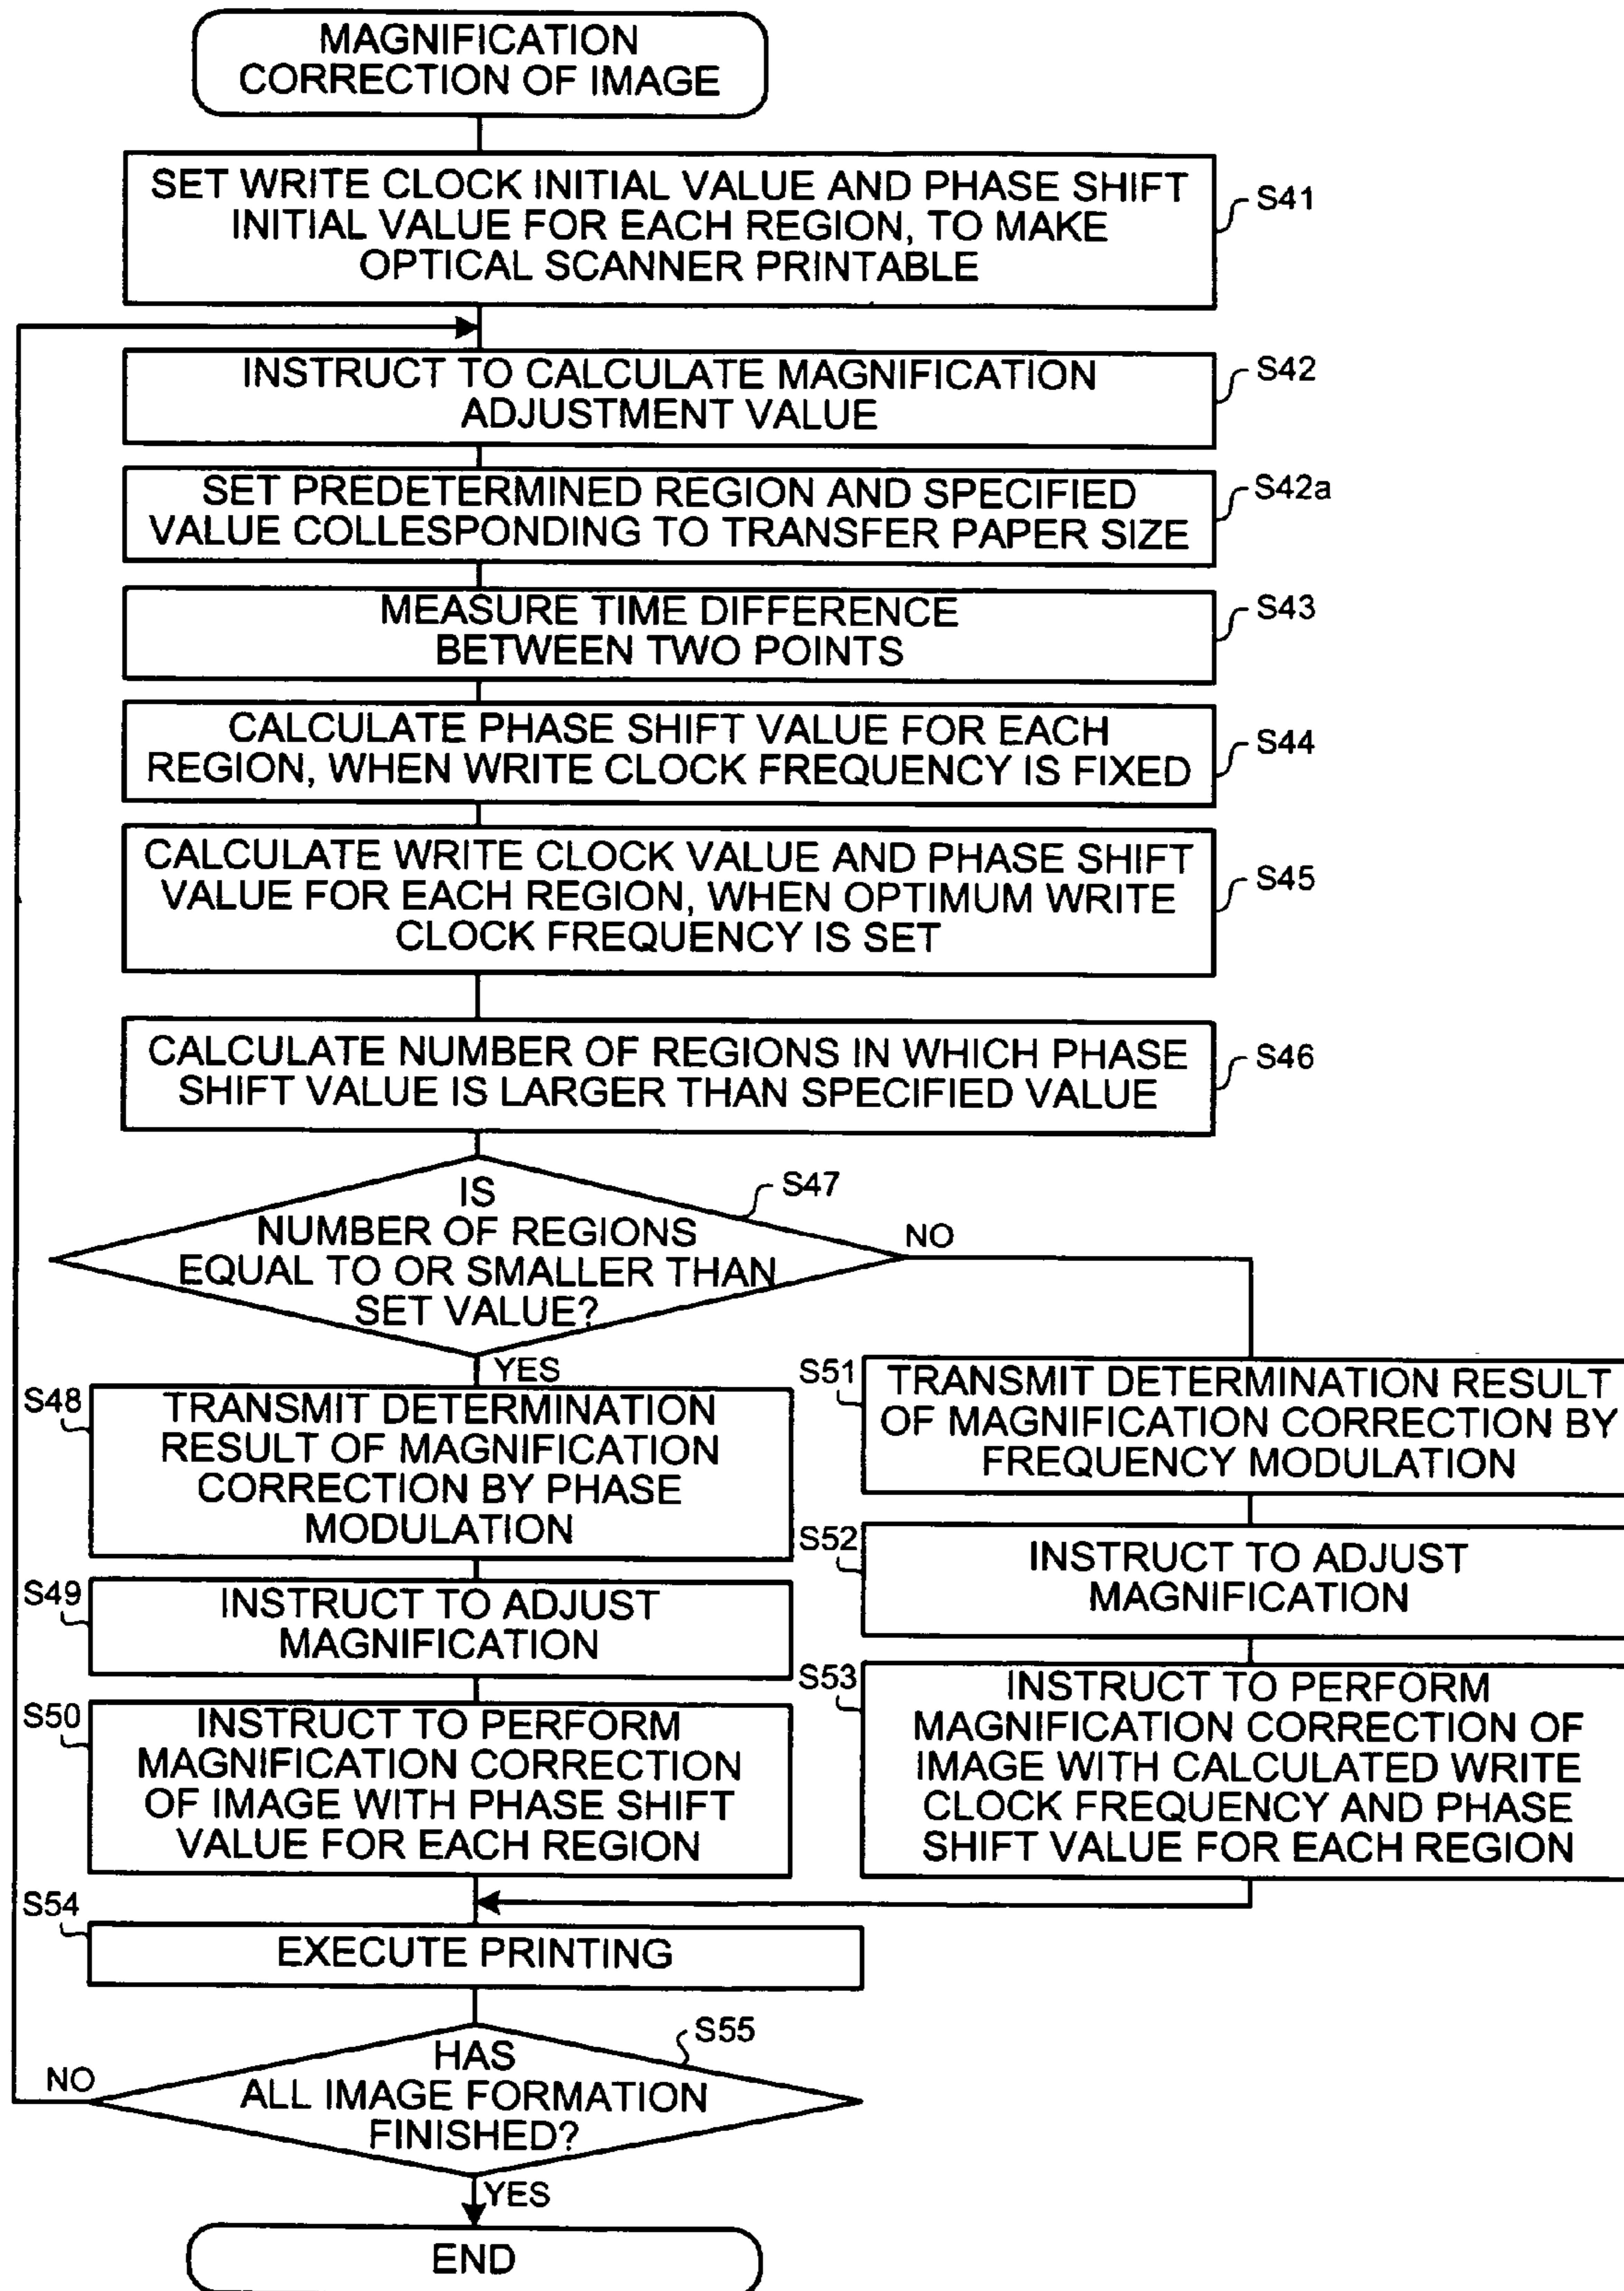 MAGNIFICATION
CORRECTION OF IMAGE
SET WRITE CLOCK INITIAL VALUE AND PHASE SHIFT
INITIAL VALUE FOR EACH REGION, TO MAKE
OPTICAL SCANNER PRINTABLE
S41
INSTRUCT TO CALCULATE MAGNIFICATION
ADJUSTMENT VALUE
S42
SET PREDETERMINED REGION AND SPECIFIED
VALUE COLLESPONDING TO TRANSFER PAPER SIZE
S42a
MEASURE TIME DIFFERENCE
BETWEEN TWO POINTS
S43
CALCULATE PHASE SHIFT VALUE FOR EACH
REGION, WHEN WRITE CLOCK FREQUENCY IS FIXED
S44
CALCULATE WRITE CLOCK VALUE AND PHASE SHIFT
VALUE FOR EACH REGION, WHEN OPTIMUM WRITE
CLOCK FREQUENCY IS SET
S45
CALCULATE NUMBER OF REGIONS IN WHICH PHASE
SHIFT VALUE IS LARGER THAN SPECIFIED VALUE
S46
IS
NUMBER OF REGIONS
EQUAL TO OR SMALLER THAN
SET VALUE?
S47
NO
YES
S48
TRANSMIT DETERMINATION
RESULT OF MAGNIFICATION
CORRECTION BY PHASE
MODULATION
S49
INSTRUCT TO ADJUST
MAGNIFICATION
S50
INSTRUCT TO PERFORM
MAGNIFICATION CORRECTION
OF IMAGE WITH PHASE SHIFT
VALUE FOR EACH REGION
S51
TRANSMIT DETERMINATION RESULT
OF MAGNIFICATION CORRECTION BY
FREQUENCY MODULATION
S52
INSTRUCT TO ADJUST
MAGNIFICATION
S53
INSTRUCT TO PERFORM
MAGNIFICATION CORRECTION OF
IMAGE WITH CALCULATED WRITE
CLOCK FREQUENCY AND PHASE
SHIFT VALUE FOR EACH REGION
S54
EXECUTE PRINTING
S55
HAS
ALL IMAGE FORMATION
FINISHED?
NO
YES
END